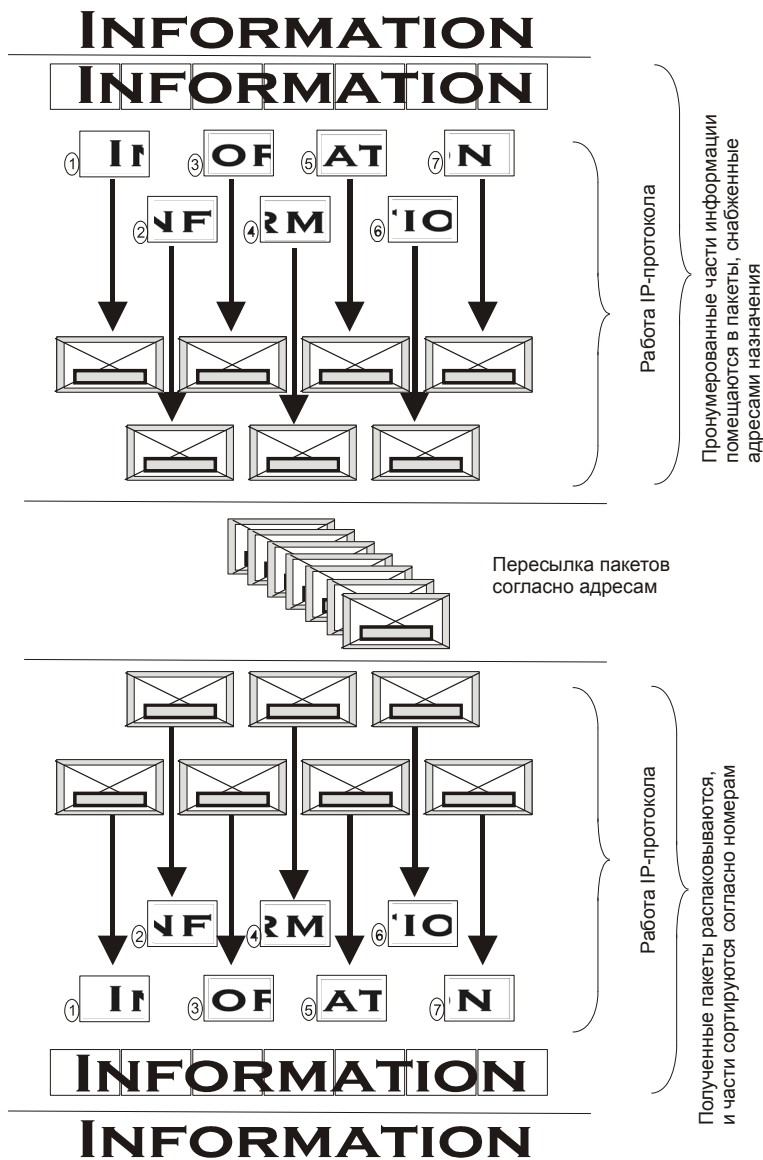 INFORMATION
INFORMATION
1 IN 3 OF 5 AT 7 N
2 NF 4 RM 6 IO
Работа IP-протокола
Пронумерованные части информации
помещаются в пакеты, снабженные
адресами назначения
Пересылка пакетов
согласно адресам
2 NF 4 RM 6 IO
1 IN 3 OF 5 AT 7 N
Работа IP-протокола
Полученные пакеты распаковываются,
и части сортируются согласно номерам
INFORMATION
INFORMATION